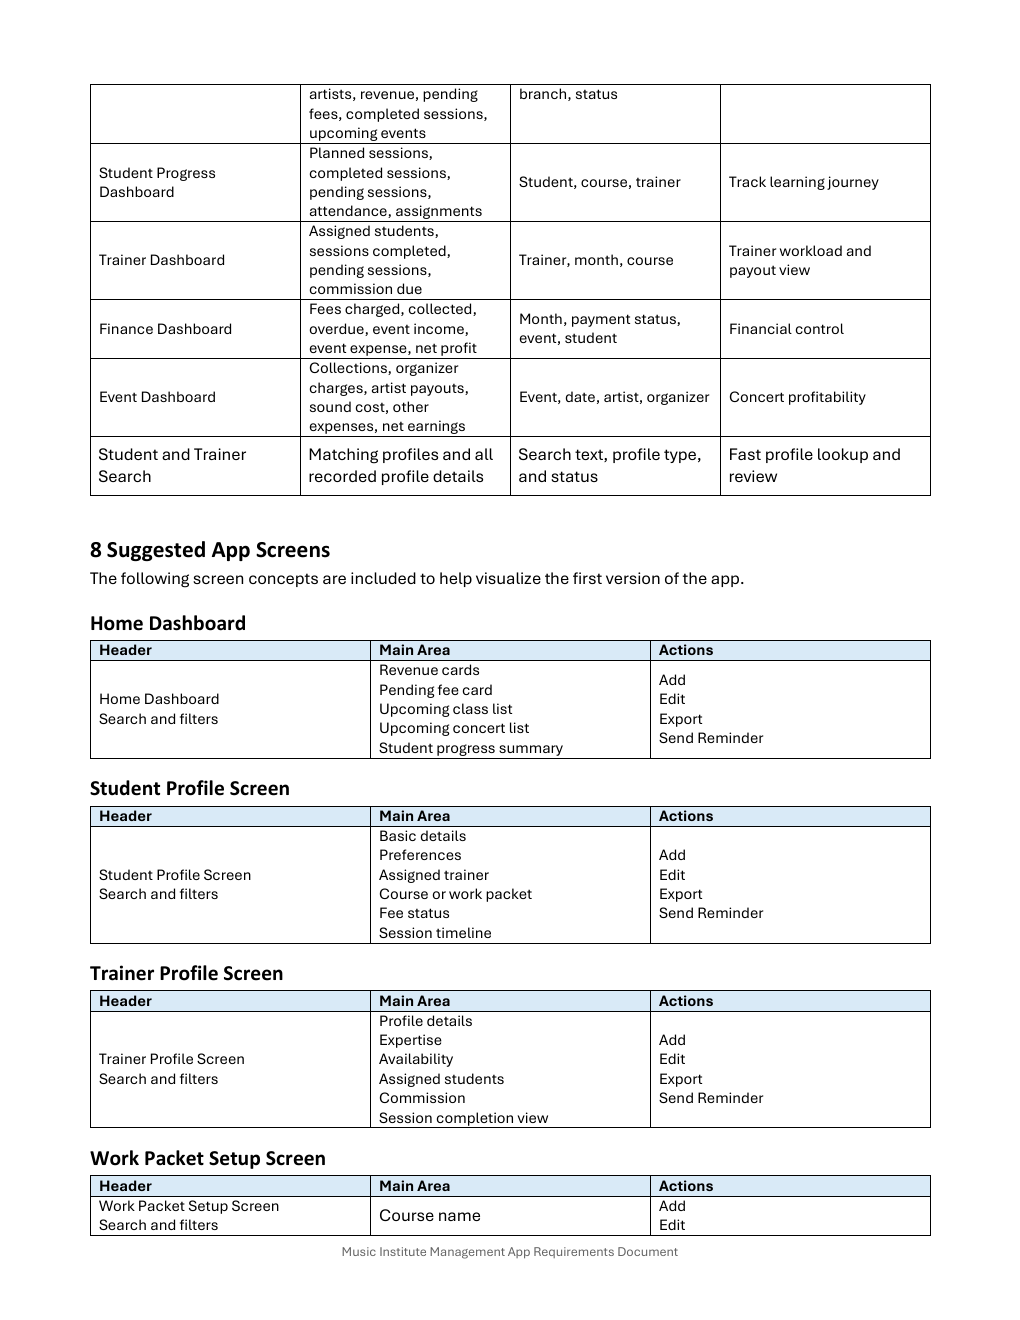 artists, revenue, pending
fees, completed sessions,
upcoming events
branch, status
Student Progress
Dashboard
Planned sessions,
completed sessions,
pending sessions,
attendance, assignments
Student, course, trainer
Track learning journey
Trainer Dashboard
Assigned students,
sessions completed,
pending sessions,
commission due
Trainer, month, course
Trainer workload and
payout view
Finance Dashboard
Fees charged, collected,
overdue, event income,
event expense, net profit
Month, payment status,
event, student
Financial control
Event Dashboard
Collections, organizer
charges, artist payouts,
sound cost, other
expenses, net earnings
Event, date, artist, organizer
Concert profitability
Student and Trainer
Search
Matching profiles and all
recorded profile details
Search text, profile type,
and status
Fast profile lookup and
review
8 Suggested App Screens
The following screen concepts are included to help visualize the first version of the app.
Home Dashboard
Header
Main Area
Actions
Home Dashboard
Search and filters
Revenue cards
Pending fee card
Upcoming class list
Upcoming concert list
Student progress summary
Add
Edit
Export
Send Reminder
Student Profile Screen
Header
Main Area
Actions
Student Profile Screen
Search and filters
Basic details
Preferences
Assigned trainer
Course or work packet
Fee status
Session timeline
Add
Edit
Export
Send Reminder
Trainer Profile Screen
Header
Main Area
Actions
Trainer Profile Screen
Search and filters
Profile details
Expertise
Availability
Assigned students
Commission
Session completion view
Add
Edit
Export
Send Reminder
Work Packet Setup Screen
Header
Main Area
Actions
Work Packet Setup Screen
Search and filters
Course name
Add
Edit
Music Institute Management App Requirements Document